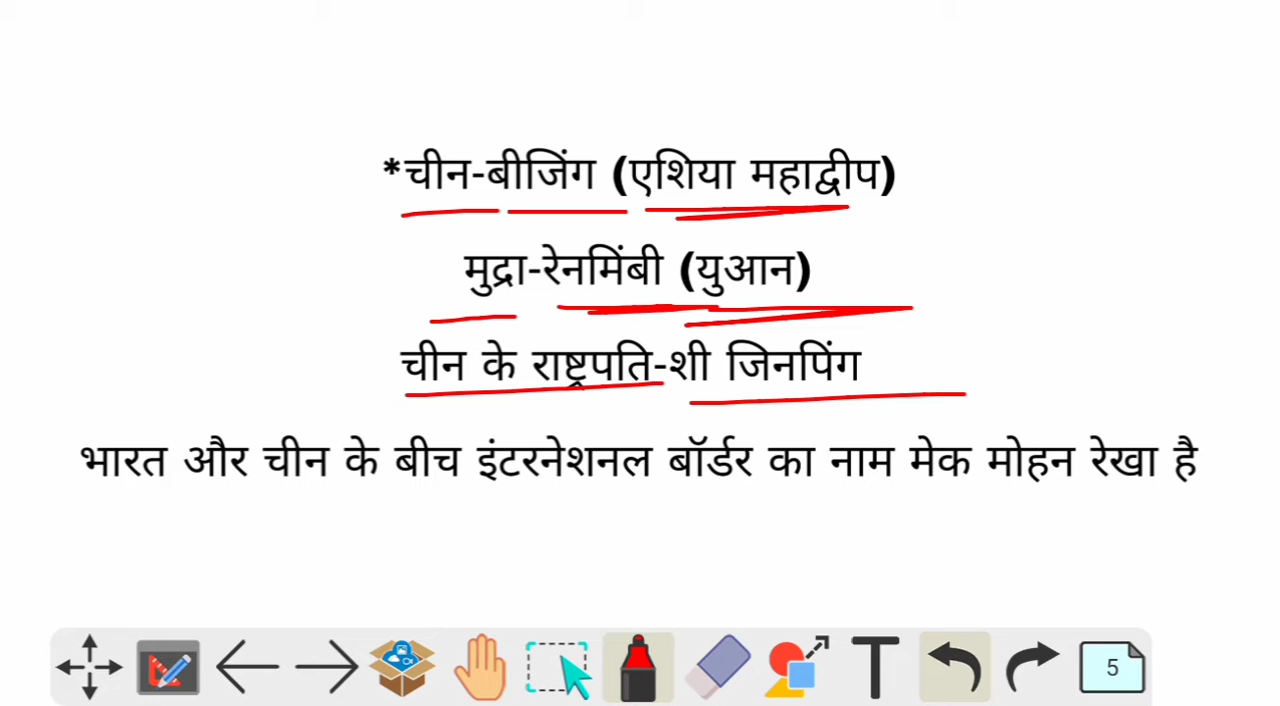 *चीन-बीजिंग (एशिया महाद्वीप)
मुद्रा-रेनमिंबी (युआन)
चीन के राष्ट्रपति-शी जिनपिंग
भारत और चीन के बीच इंटरनेशनल बॉर्डर का नाम मेक मोहन रेखा है
T
5